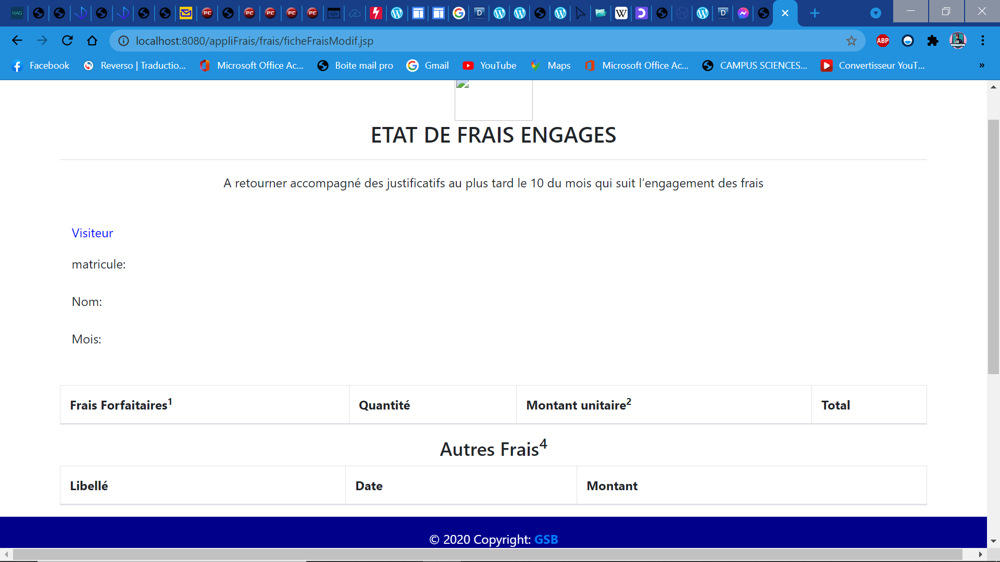 HAG
localhost:8080/appliFrais/frais/ficheFraisModif.jsp
ABP
Facebook
Reverso | Traductio...
Microsoft Office Ac...
Boite mail pro
Gmail
YouTube
Maps
Microsoft Office Ac...
CAMPUS SCIENCES...
Convertisseur YouT...
»
ETAT DE FRAIS ENGAGES
A retourner accompagné des justificatifs au plus tard le 10 du mois qui suit l’engagement des frais
Visiteur
matricule:
Nom:
Mois:
Frais Forfaitaires¹ Quantité Montant unitaire² Total
Autres Frais⁴
Libellé Date Montant
© 2020 Copyright: GSB